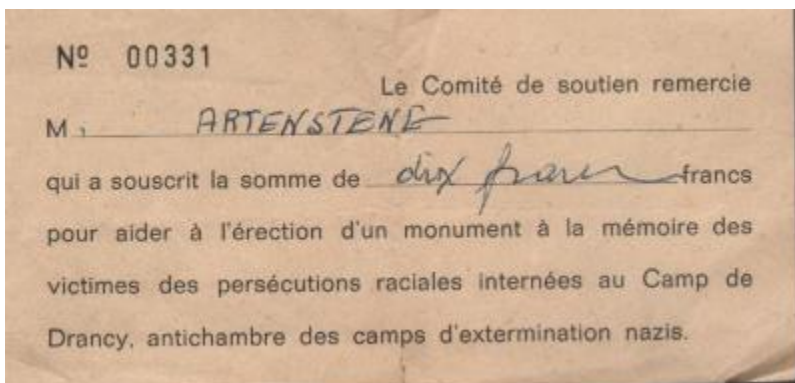 Nº 00331
Le Comité de soutien remercie
M. ARTENSTENE
qui a souscrit la somme de dix francs francs
pour aider à l'érection d'un monument à la mémoire des
victimes des persécutions raciales internées au Camp de
Drancy, antichambre des camps d'extermination nazis.